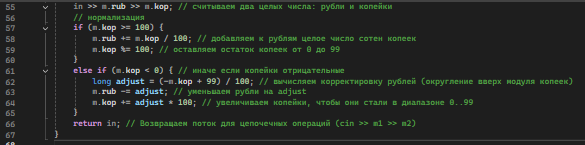 55 in >> m.rub >> m.kop; // считываем два целых числа: рубли и копейки
56 // нормализация
57 if (m.kop >= 100) {
58 m.rub += m.kop / 100; // добавляем к рублям целое число сотен копеек
59 m.kop %= 100; // оставляем остаток копеек от 0 до 99
60 }
61 else if (m.kop < 0) { // иначе если копейки отрицательные
62 long adjust = (-m.kop + 99) / 100; // вычисляем корректировку рублей (округление вверх модуля копеек)
63 m.rub -= adjust; // уменьшаем рубли на adjust
64 m.kop += adjust * 100; // увеличиваем копейки, чтобы они стали в диапазоне 0..99
65 }
66 return in; // Возвращаем поток для цепочечных операций (cin >> m1 >> m2)
67 }
68